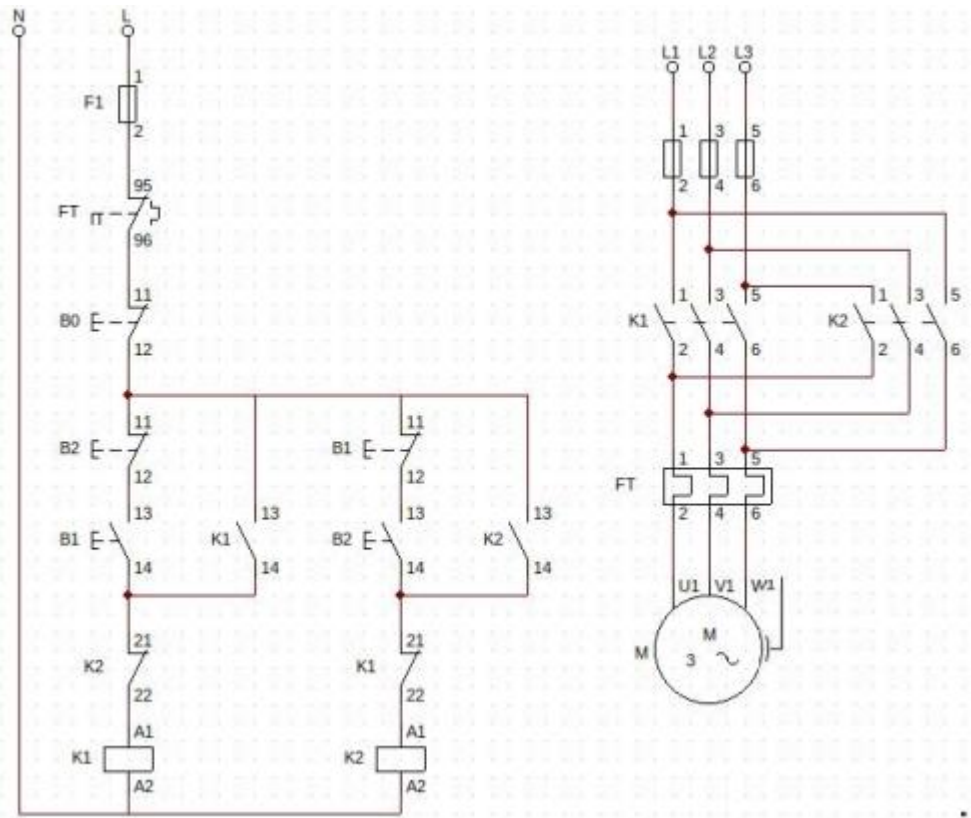 N L
L1 L2 L3
1
F1
2
1 3 5
2 4 6
95
FT
96
11
B0
12
1 3 5 1 3 5
K1 K2
2 4 6 2 4 6
11 11
B2 B1
12 12
1 3 5
FT
2 4 6
13 13 13 13
B1 K1 B2 K2
14 14 14 14
U1 V1 W1
M
M
3
21 21
K2 K1
22 22
A1 A1
K1 K2
A2 A2